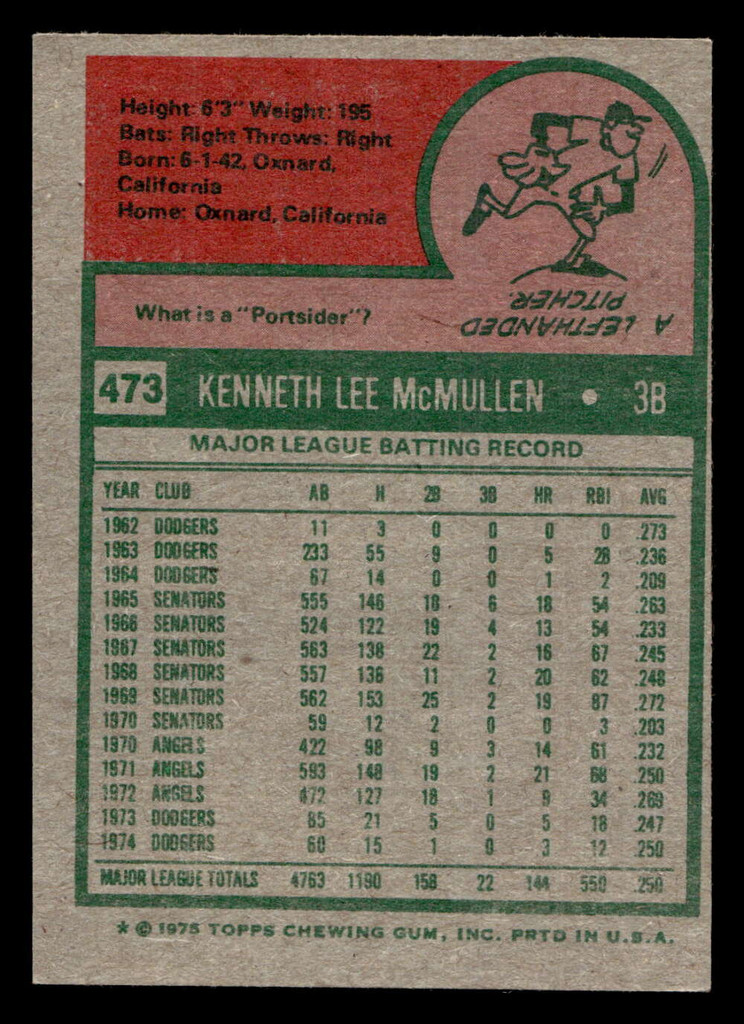 Height: 6'3" Weight: 195
Bats: Right Throws: Right
Born: 6-1-42, Oxnard,
California
Home: Oxnard, California
What is a "Portsider"?
A LEFTHANDED
PITCHER.
473 KENNETH LEE McMULLEN • 3B
MAJOR LEAGUE BATTING RECORD
YEAR CLUB AB H 2B 3B HR RBI AVG
1962 DODGERS 11 3 0 0 0 0 .273
1963 DODGERS 233 55 9 0 5 28 .236
1964 DODGERS 67 14 0 0 1 2 .209
1965 SENATORS 555 146 18 6 18 54 .263
1966 SENATORS 524 122 19 4 13 54 .233
1967 SENATORS 563 138 22 2 16 67 .245
1968 SENATORS 557 138 11 2 20 62 .248
1969 SENATORS 562 153 25 2 19 87 .272
1970 SENATORS 59 12 2 0 0 3 .203
1970 ANGELS 422 98 9 3 14 61 .232
1971 ANGELS 593 148 19 2 21 68 .250
1972 ANGELS 472 127 18 1 9 34 .269
1973 DODGERS 85 21 5 0 5 18 .247
1974 DODGERS 60 15 1 0 3 12 .250
MAJOR LEAGUE TOTALS 4763 1190 158 22 144 550 .250
* © 1975 TOPPS CHEWING GUM, INC. PRTD IN U.S.A.